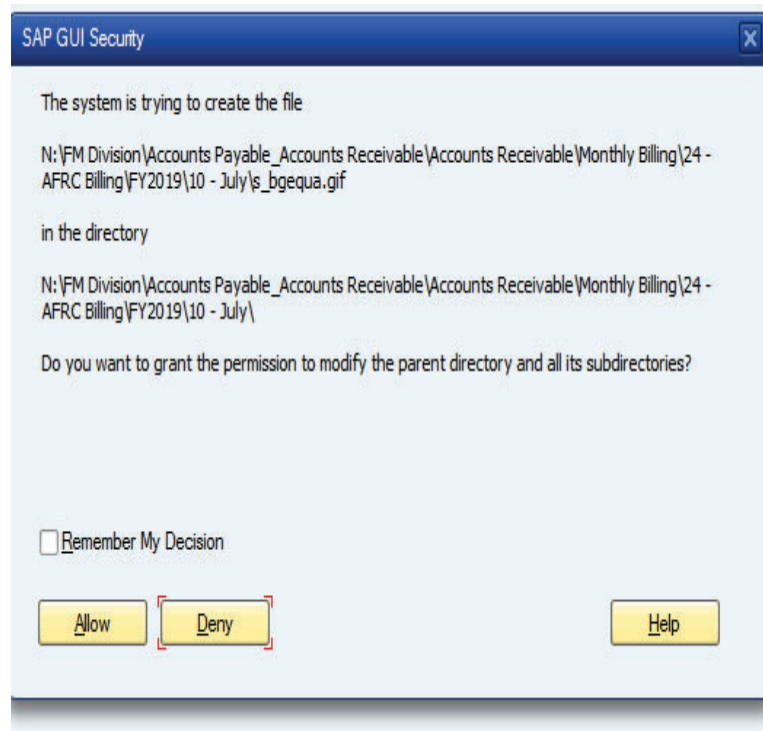 SAP GUI Security
The system is trying to create the file
N:\FM Division\Accounts Payable_Accounts Receivable\Accounts Receivable\Monthly Billing\24 -
AFRC Billing\FY2019\10 - July\s_bgequa.gif
in the directory
N:\FM Division\Accounts Payable_Accounts Receivable\Accounts Receivable\Monthly Billing\24 -
AFRC Billing\FY2019\10 - July\
Do you want to grant the permission to modify the parent directory and all its subdirectories?
Remember My Decision
Allow Deny Help